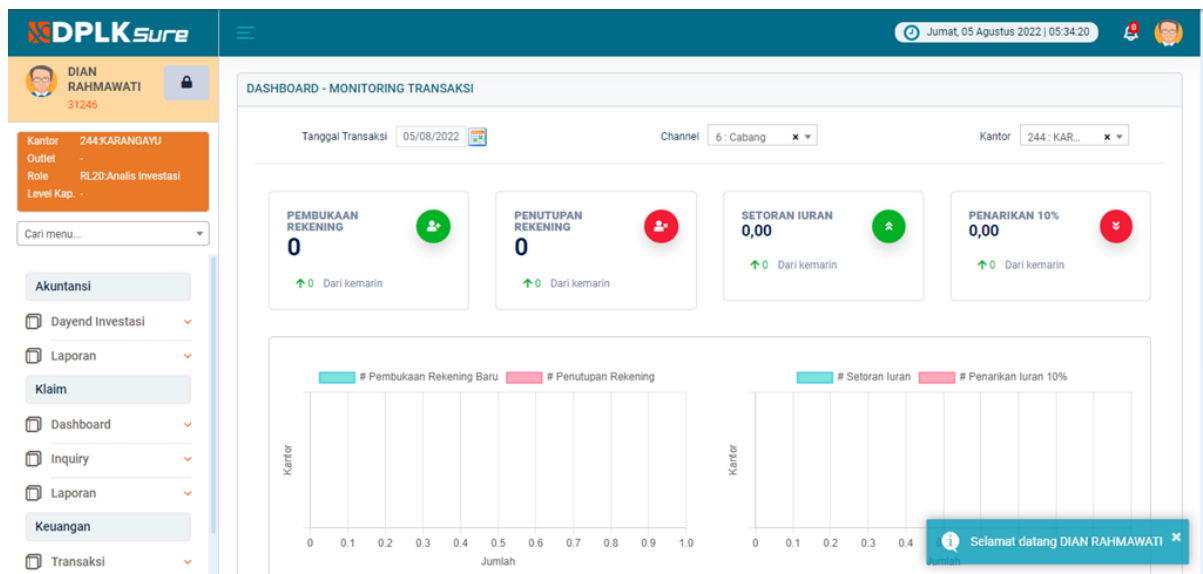 DPLKSure
Jumat, 05 Agustus 2022 | 05:34:20
DIAN
RAHMAWATI
31246
Kantor 244:KARANGAYU
Outlet -
Role RL20:Analis Investasi
Level Kap. -
Cari menu...
Akuntansi
Dayend Investasi
Laporan
Klaim
Dashboard
Inquiry
Laporan
Keuangan
Transaksi
DASHBOARD - MONITORING TRANSAKSI
Tanggal Transaksi 05/08/2022 Channel 6 : Cabang x Kantor 244 : KAR... x
PEMBUKAAN
REKENING
0
0 Dari kemarin
PENUTUPAN
REKENING
0
0 Dari kemarin
SETORAN IURAN
0,00
0 Dari kemarin
PENARIKAN 10%
0,00
0 Dari kemarin
# Pembukaan Rekening Baru # Penutupan Rekening
Kantor
0 0.1 0.2 0.3 0.4 0.5 0.6 0.7 0.8 0.9 1.0
Jumlah
# Setoran Iuran # Penarikan Iuran 10%
Kantor
0 0.1 0.2 0.3 0.4
Jumlah
Selamat datang DIAN RAHMAWATI ×